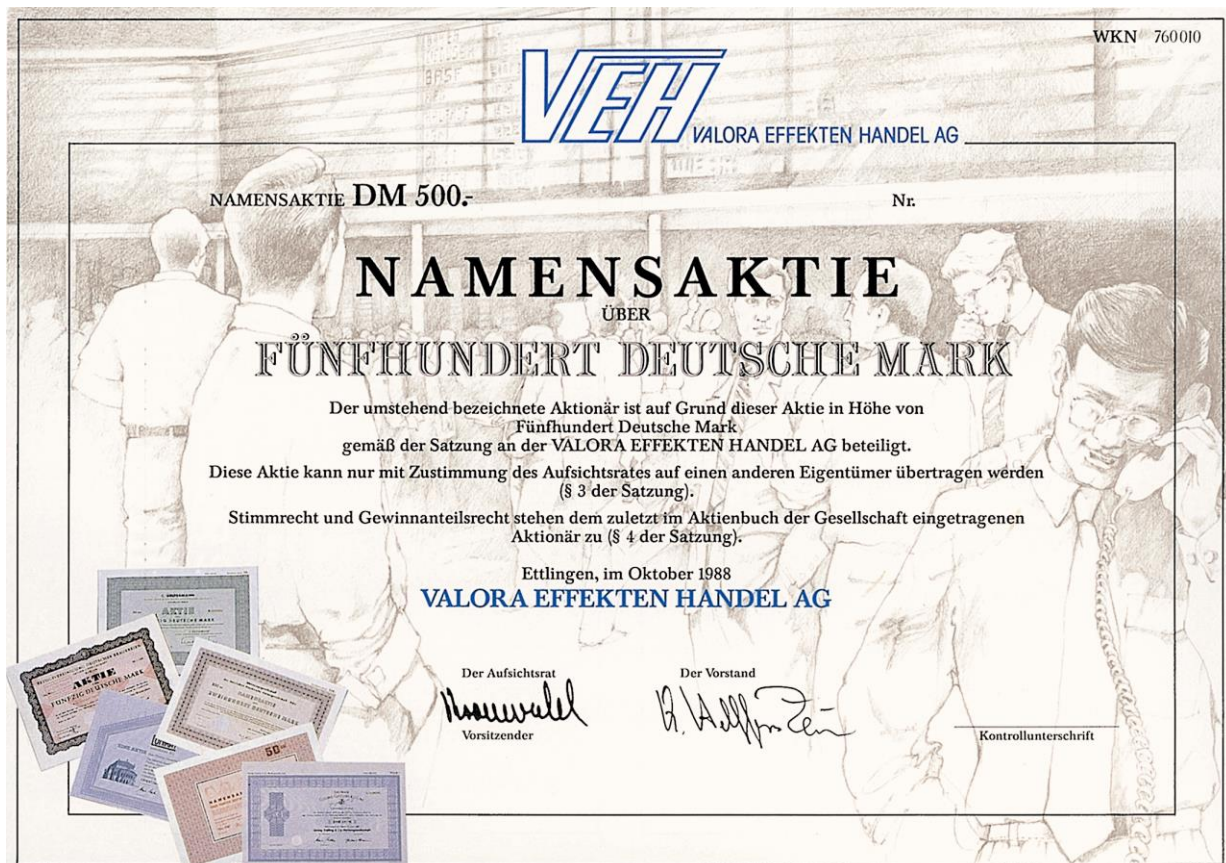 WKN 760010
VEH VALORA EFFEKTEN HANDEL AG
NAMENSAKTIE DM 500.-
Nr.
NAMENSAKTIE
ÜBER
FÜNFHUNDERT DEUTSCHE MARK
Der umstehend bezeichnete Aktionär ist auf Grund dieser Aktie in Höhe von
Fünfhundert Deutsche Mark
gemäß der Satzung an der VALORA EFFEKTEN HANDEL AG beteiligt.
Diese Aktie kann nur mit Zustimmung des Aufsichtsrates auf einen anderen Eigentümer übertragen werden
(§ 3 der Satzung).
Stimmrecht und Gewinnanteilsrecht stehen dem zuletzt im Aktienbuch der Gesellschaft eingetragenen
Aktionär zu (§ 4 der Satzung).
Ettlingen, im Oktober 1988
VALORA EFFEKTEN HANDEL AG
Der Aufsichtsrat
Der Vorstand
Vorsitzender
Kontrollunterschrift
BASF
AKTIE
AKTIE
FÜNFZIG DEUTSCHE MARK
50